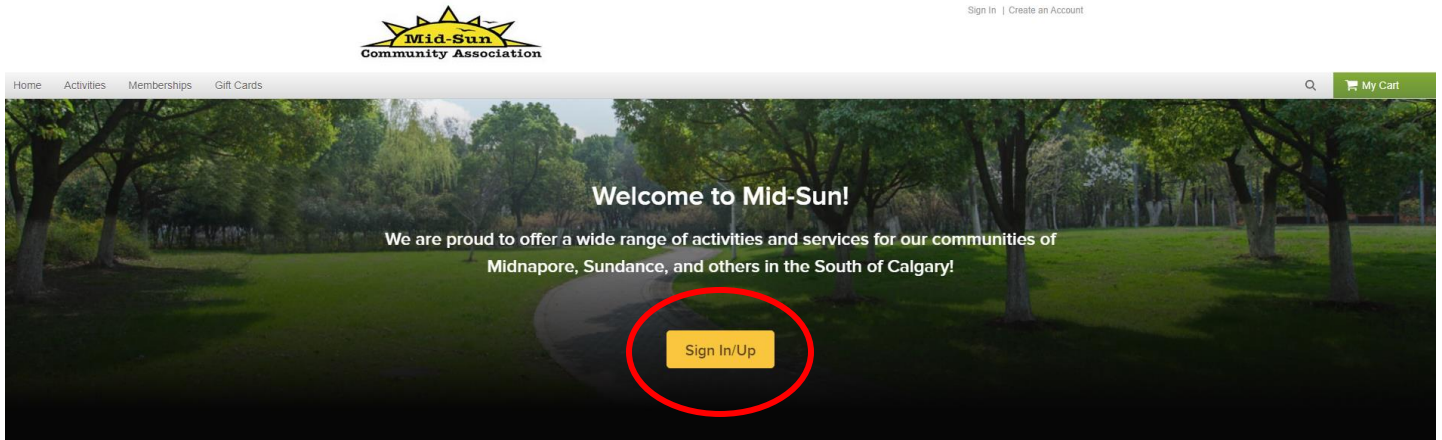 Mid-Sun
Community Association
Sign In | Create an Account
Home Activities Memberships Gift Cards
My Cart
Welcome to Mid-Sun!
We are proud to offer a wide range of activities and services for our communities of
Midnapore, Sundance, and others in the South of Calgary!
Sign In/Up